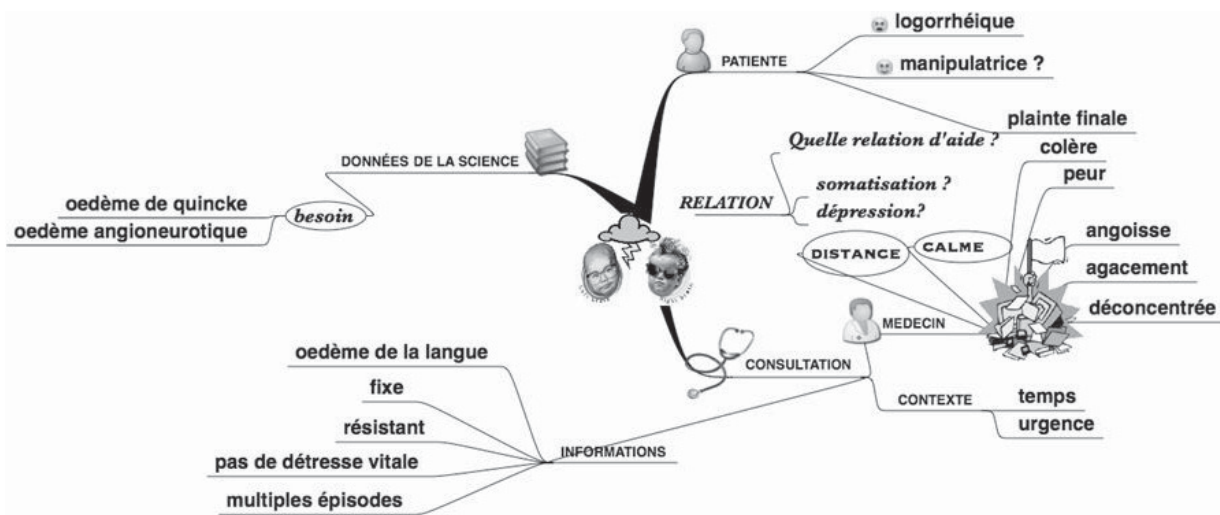 logorrhéique
PATIENTE
manipulatrice ?
plainte finale
Quelle relation d'aide ?
RELATION
somatisation ?
dépression?
DONNÉES DE LA SCIENCE
besoin
oedème de quincke
oedème angioneurotique
colère
peur
DISTANCE
CALME
angoisse
agacement
déconcentrée
MEDECIN
CONSULTATION
CONTEXTE
temps
urgence
INFORMATIONS
oedème de la langue
fixe
résistant
pas de détresse vitale
multiples épisodes